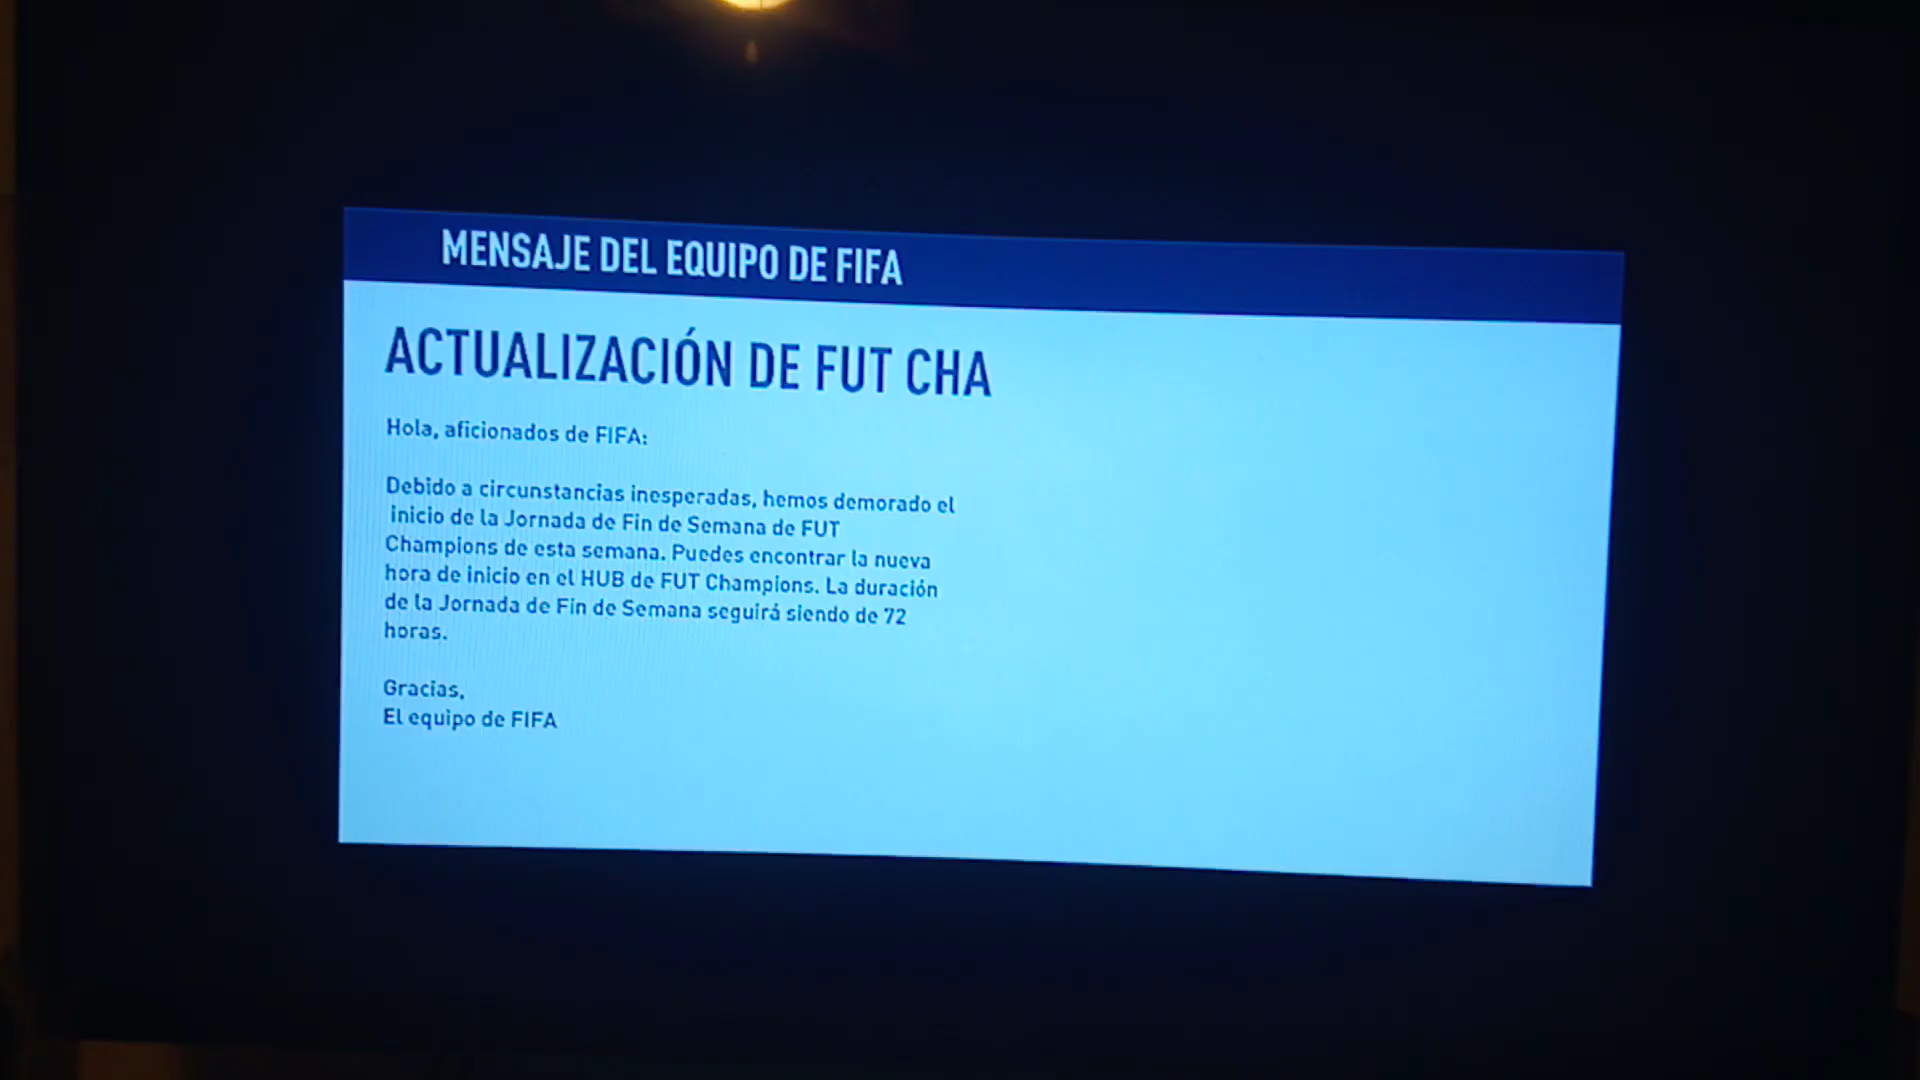 MENSAJE DEL EQUIPO DE FIFA
ACTUALIZACIÓN DE FUT CHA
Hola, aficionados de FIFA:
Debido a circunstancias inesperadas, hemos demorado el
inicio de la Jornada de Fin de Semana de FUT
Champions de esta semana. Puedes encontrar la nueva
hora de inicio en el HUB de FUT Champions. La duración
de la Jornada de Fin de Semana seguirá siendo de 72
horas.
Gracias,
El equipo de FIFA